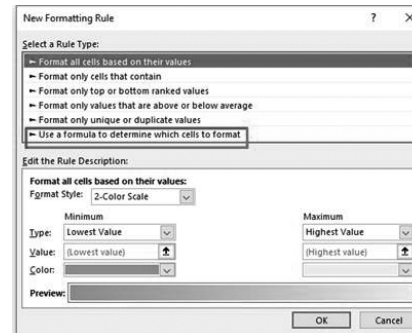 New Formatting Rule ? X
Select a Rule Type:
► Format all cells based on their values
► Format only cells that contain
► Format only top or bottom ranked values
► Format only values that are above or below average
► Format only unique or duplicate values
► Use a formula to determine which cells to format
Edit the Rule Description:
Format all cells based on their values:
Format Style: 2-Color Scale
Minimum Maximum
Type: Lowest Value Highest Value
Value: (Lowest value) (Highest value)
Color:
Preview:
OK Cancel